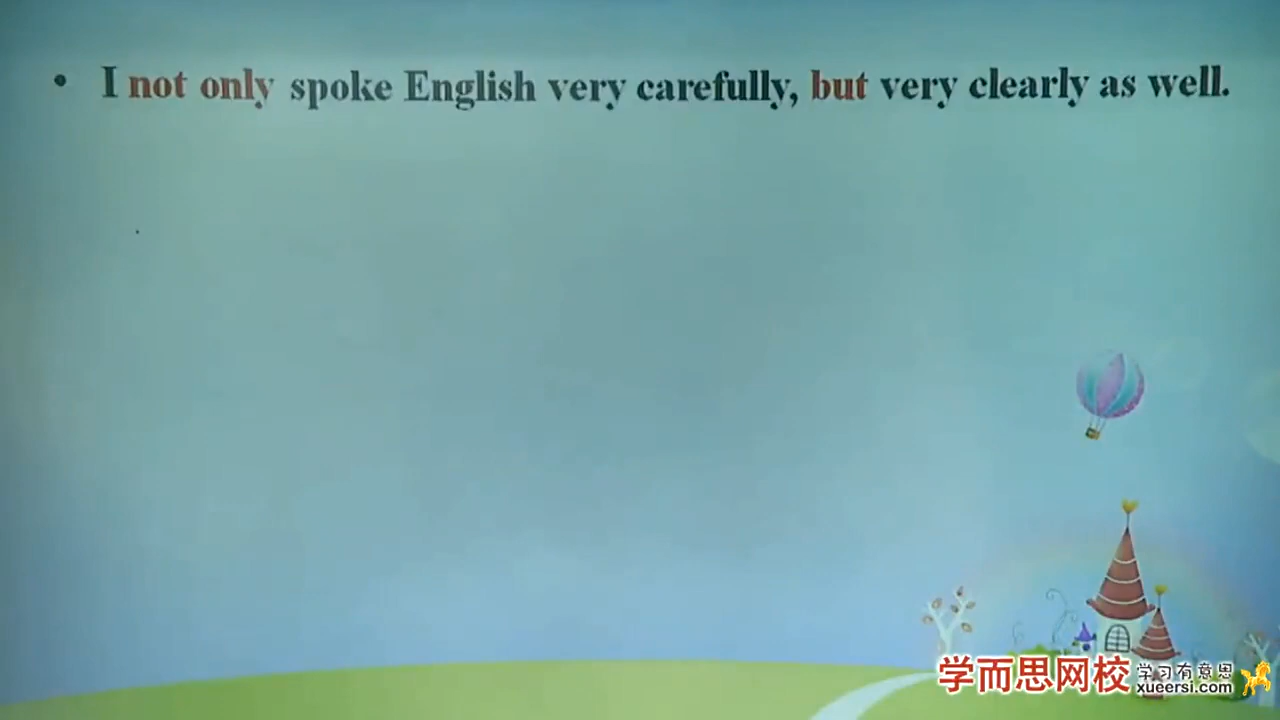 • I not only spoke English very carefully, but very clearly as well.
学而思网校 学习有意思
xueersi.com